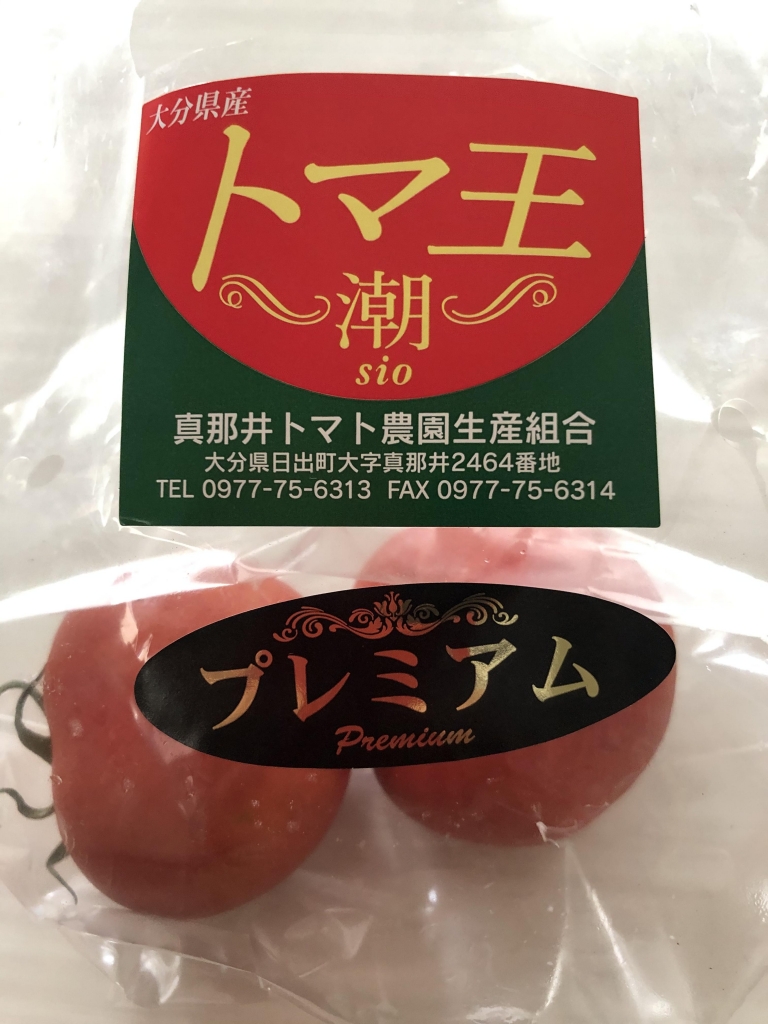 大分県産
トマ王
潮
sio
真那井トマト農園生産組合
大分県日出町大字真那井2464番地
TEL 0977-75-6313 FAX 0977-75-6314
プレミアム
Premium